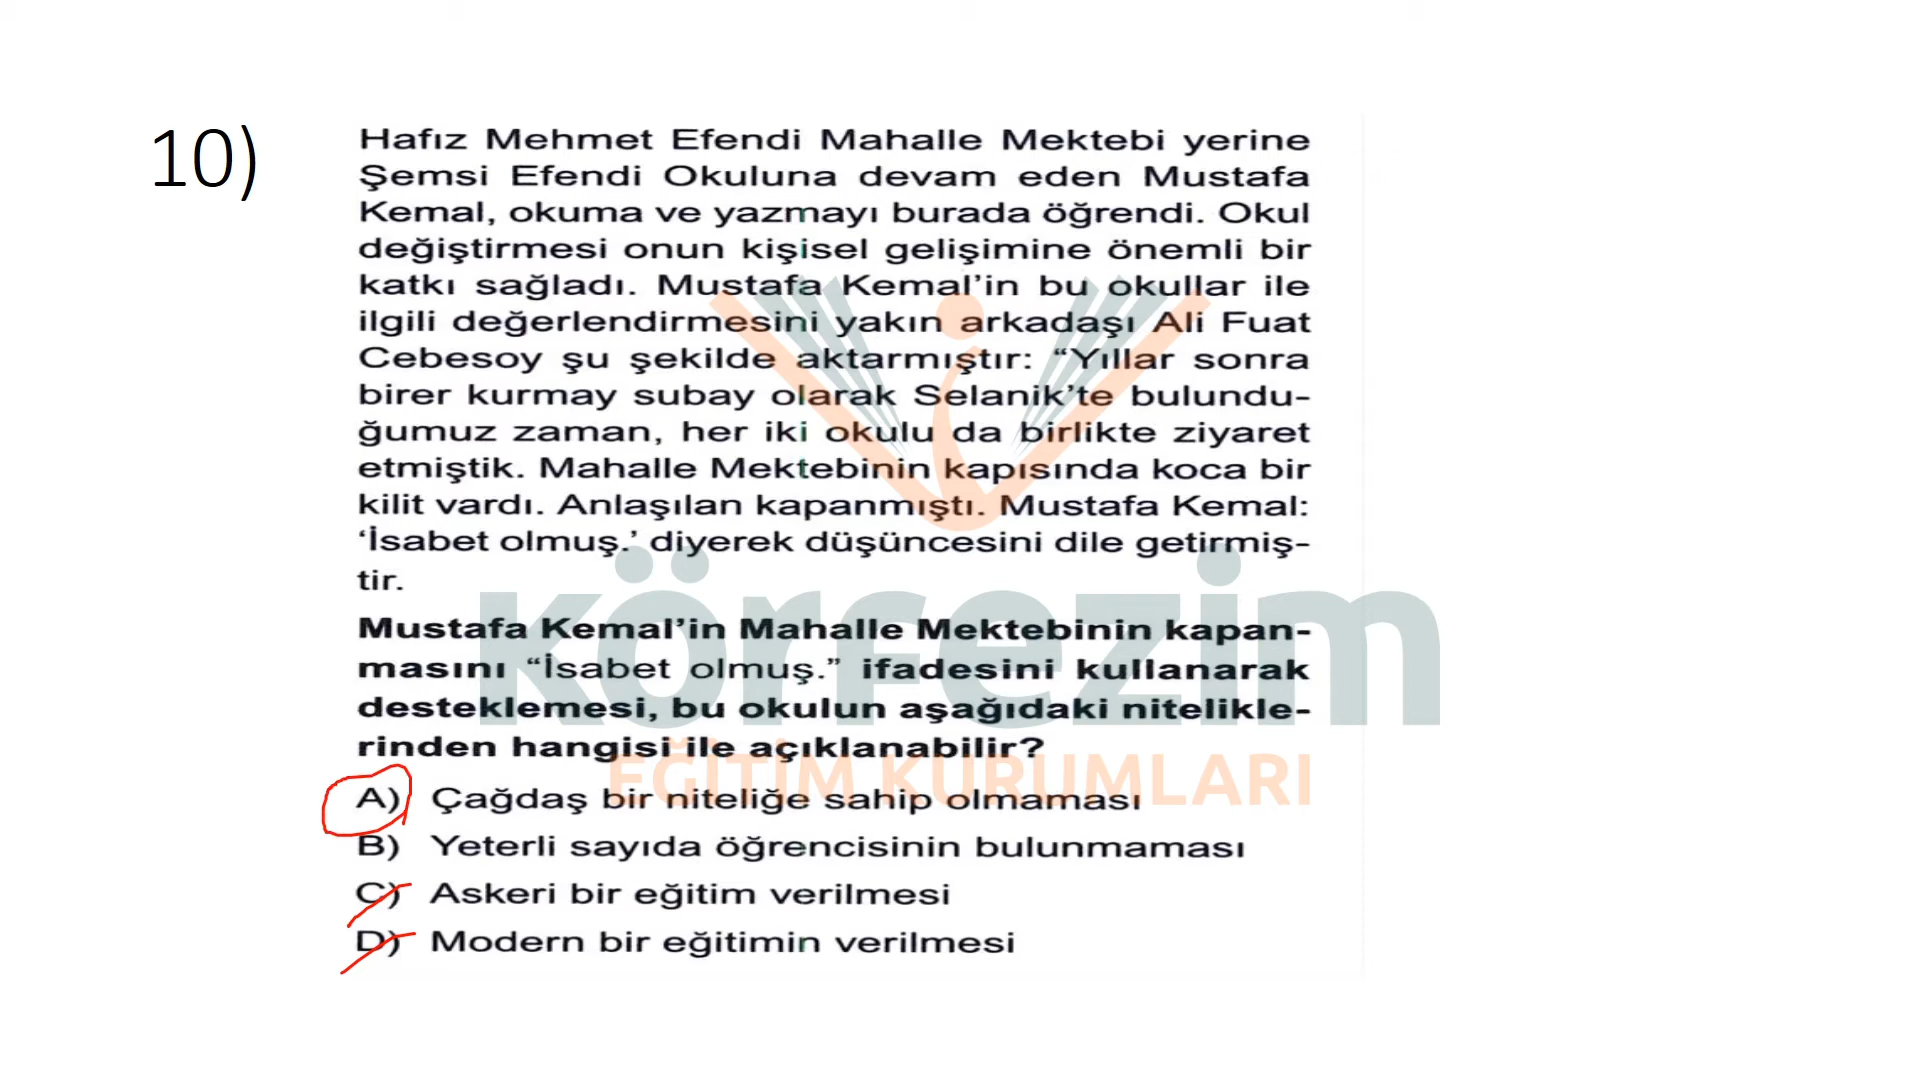 10)
Hafız Mehmet Efendi Mahalle Mektebi yerine
Şemsi Efendi Okuluna devam eden Mustafa
Kemal, okuma ve yazmayı burada öğrendi. Okul
değiştirmesi onun kişisel gelişimine önemli bir
katkı sağladı. Mustafa Kemal’in bu okullar ile
ilgili değerlendirmesini yakın arkadaşı Ali Fuat
Cebesoy şu şekilde aktarmıştır: “Yıllar sonra
birer kurmay subay olarak Selanik’te bulundu-
ğumuz zaman, her iki okulu da birlikte ziyaret
etmiştik. Mahalle Mektebinin kapısında koca bir
kilit vardı. Anlaşılan kapanmıştı. Mustafa Kemal:
‘İsabet olmuş.’ diyerek düşüncesini dile getirmiş-
tir.
Mustafa Kemal’in Mahalle Mektebinin kapan-
masını “İsabet olmuş.” ifadesini kullanarak
desteklemesi, bu okulun aşağıdaki nitelikle-
rinden hangisi ile açıklanabilir?
A) Çağdaş bir niteliğe sahip olmaması
B) Yeterli sayıda öğrencisinin bulunmaması
C) Askeri bir eğitim verilmesi
D) Modern bir eğitimin verilmesi
körfezim
EĞİTİM KURUMLARI